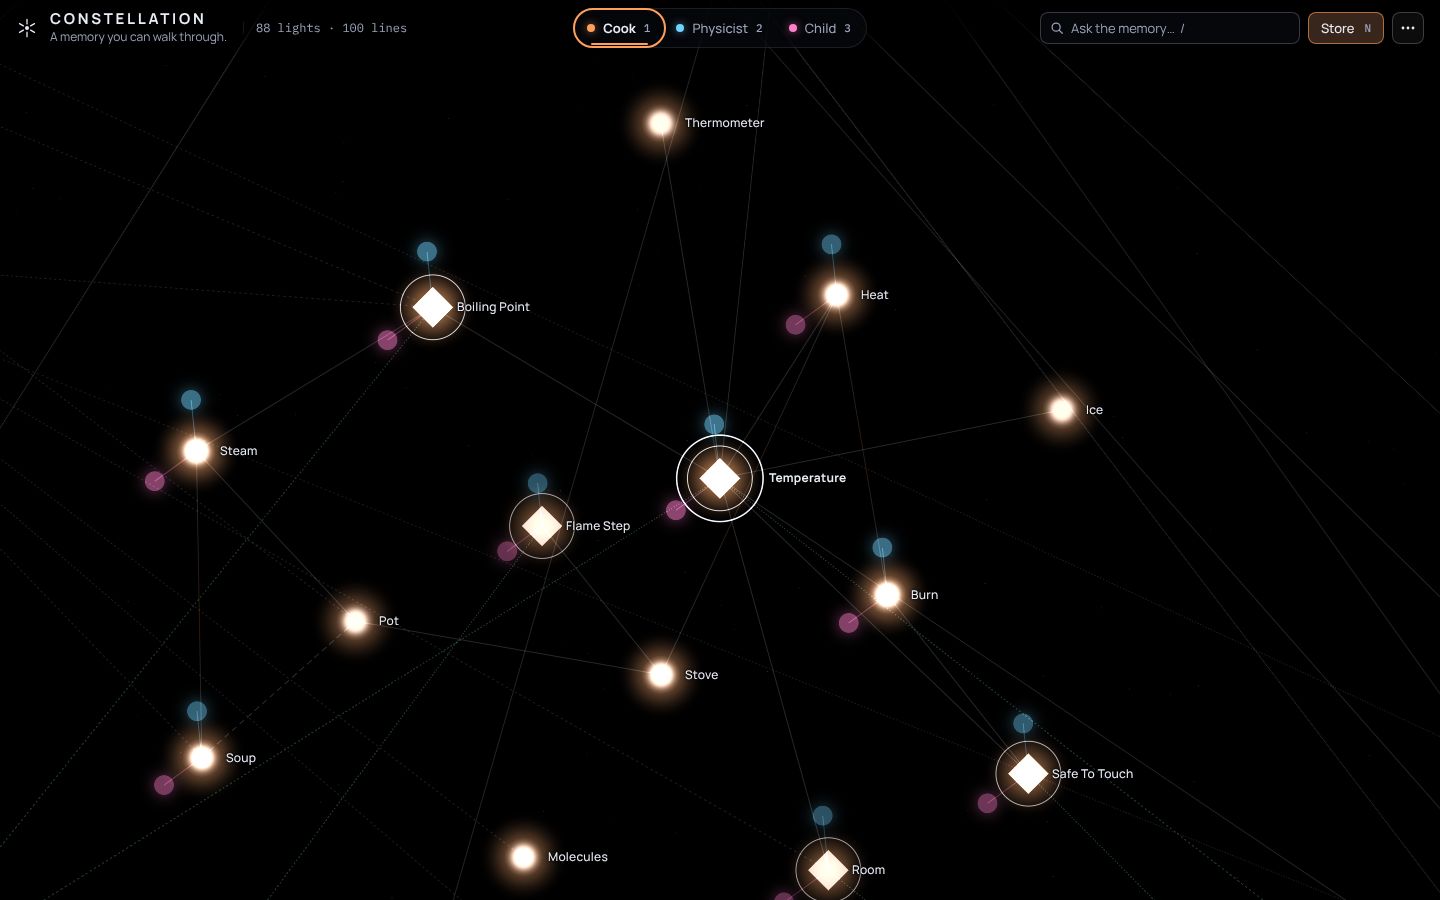 CONSTELLATION
A memory you can walk through.
88 lights · 100 lines
Cook 1
Physicist 2
Child 3
Ask the memory... /
Store N
Thermometer
Heat
Boiling Point
Ice
Steam
Temperature
Flame Step
Burn
Pot
Stove
Soup
Safe To Touch
Molecules
Room